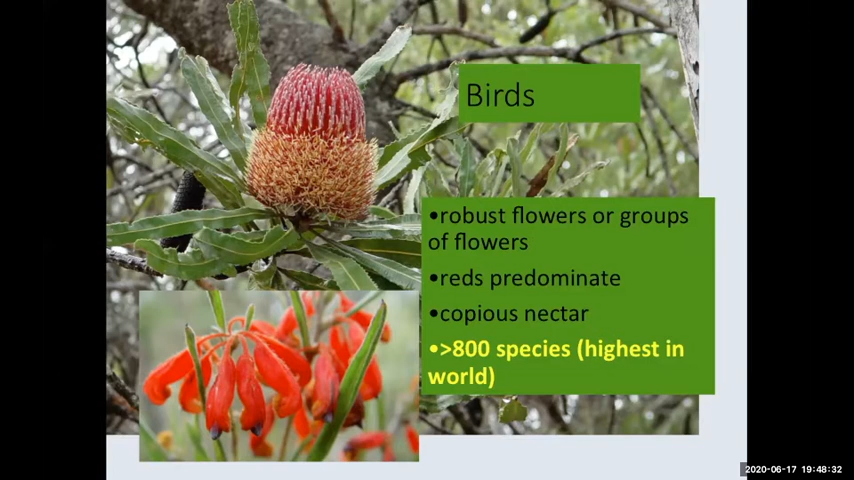 Birds
•robust flowers or groups
of flowers
•reds predominate
•copious nectar
•>800 species (highest in
world)
2020-06-17 19:48:32